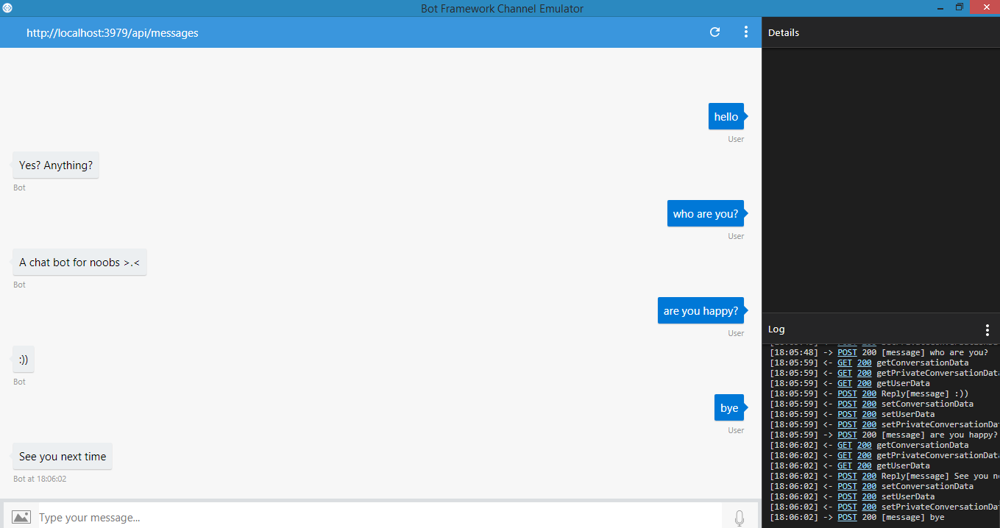 Bot Framework Channel Emulator
http://localhost:3979/api/messages
Details
hello
User
Yes? Anything?
Bot
who are you?
User
A chat bot for noobs >.<
Bot
are you happy?
User
:))
Bot
bye
User
See you next time
Bot at 18:06:02
Type your message...
Log
[18:05:48] -> POST 200 [message] who are you?
[18:05:59] <- GET 200 getConversationData
[18:05:59] <- GET 200 getPrivateConversationData
[18:05:59] <- GET 200 getUserData
[18:05:59] <- POST 200 Reply[message] :))
[18:05:59] <- POST 200 setConversationData
[18:05:59] <- POST 200 setUserData
[18:05:59] <- POST 200 setPrivateConversationDat
[18:05:59] -> POST 200 [message] are you happy?
[18:06:02] <- GET 200 getConversationData
[18:06:02] <- GET 200 getPrivateConversationData
[18:06:02] <- GET 200 getUserData
[18:06:02] <- POST 200 Reply[message] See you ne
[18:06:02] <- POST 200 setConversationData
[18:06:02] <- POST 200 setUserData
[18:06:02] <- POST 200 setPrivateConversationDat
[18:06:02] -> POST 200 [message] bye